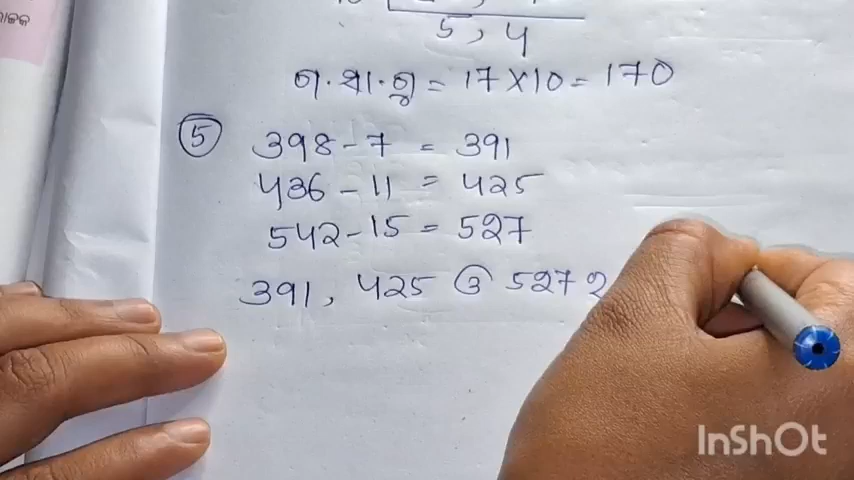 5, 4
ଗ.ସା.ଗୁ = 17 × 10 = 170
⑤ 398 - 7 = 391
436 - 11 = 425
542 - 15 = 527
391, 425 ଓ 527
InShOt